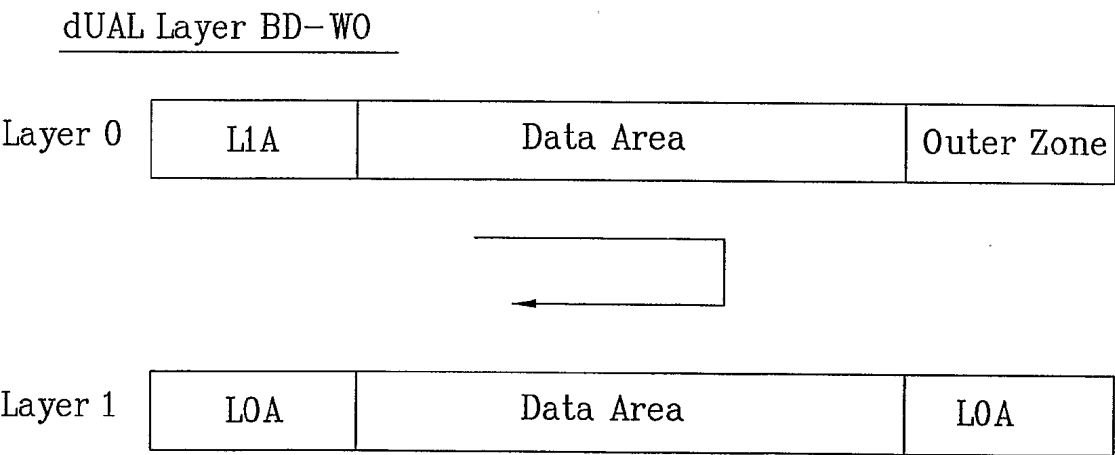 dUAL Layer BD-WO
Layer 0 L1A Data Area Outer Zone
Layer 1 L0A Data Area L0A